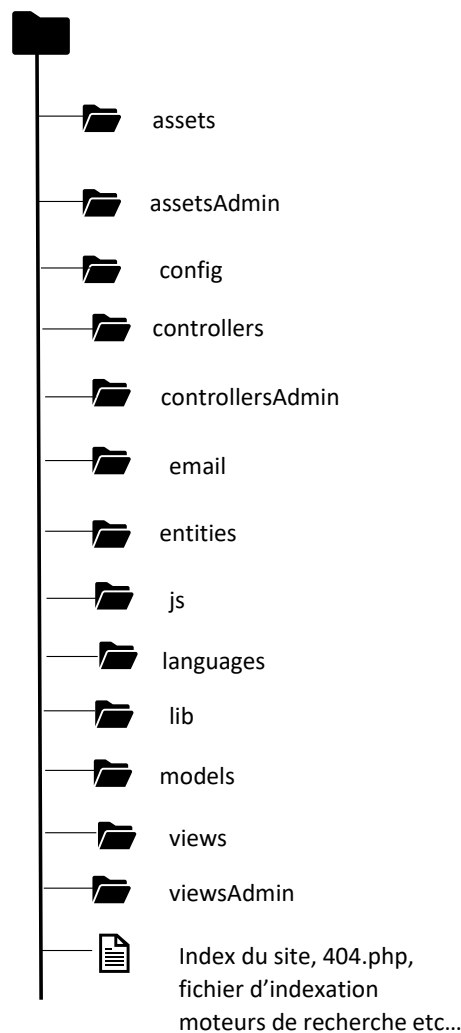 assets
assetsAdmin
config
controllers
controllersAdmin
email
entities
js
languages
lib
models
views
viewsAdmin
Index du site, 404.php,
fichier d’indexation
moteurs de recherche etc…